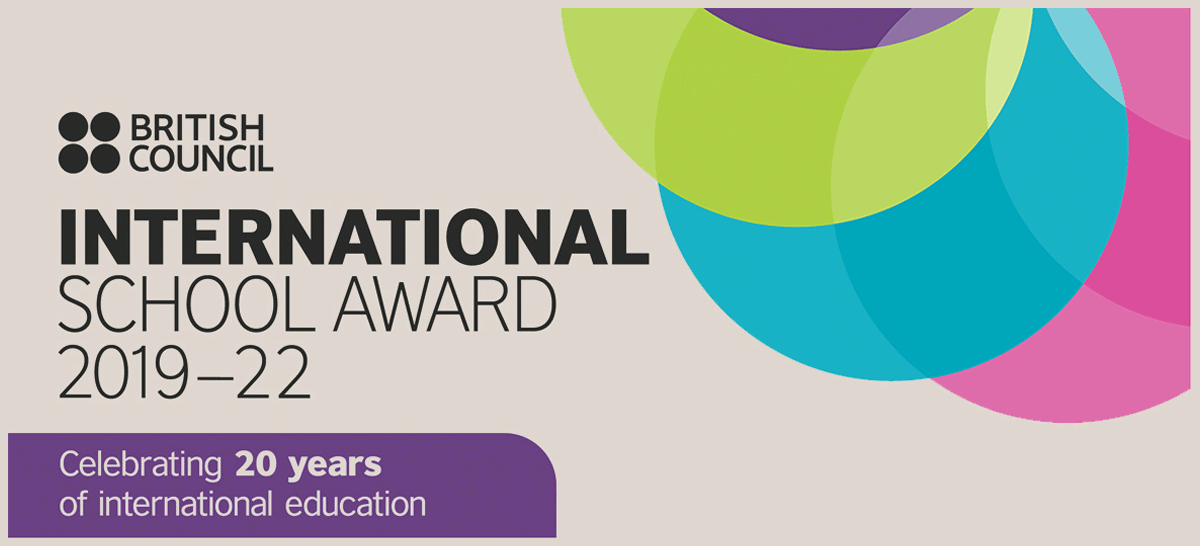 BRITISH
COUNCIL
INTERNATIONAL
SCHOOL AWARD
2019–22
Celebrating 20 years
of international education